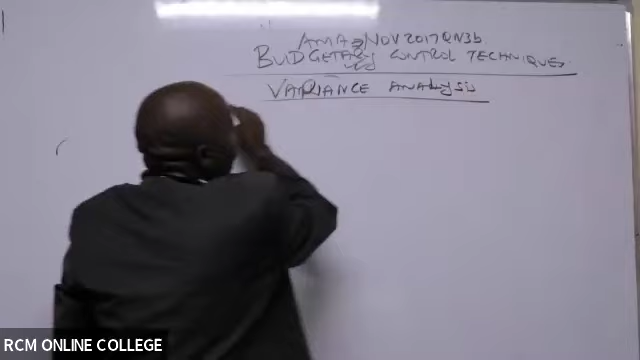 AMA NOV 2017 QN3b
BUDGETARY CONTROL TECHNIQUES
VARIANCE ANALYSIS
RCM ONLINE COLLEGE